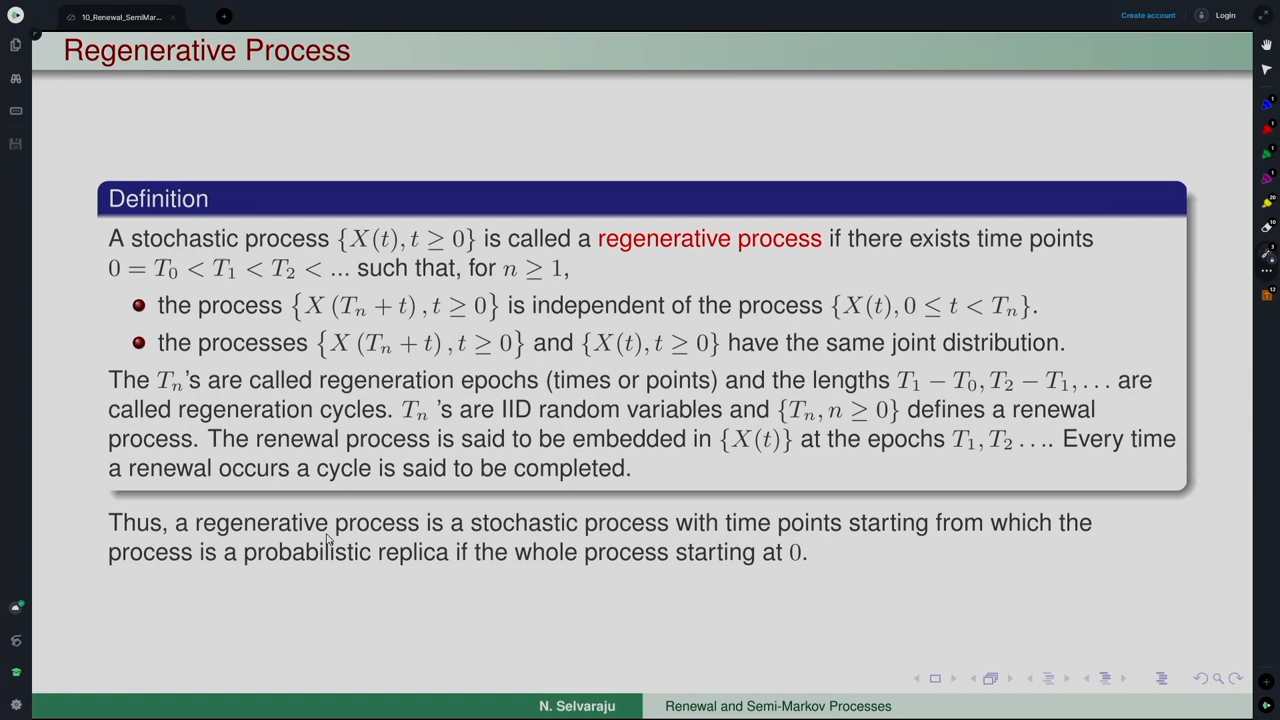 10_Renewal_SemiMar...
Create account
Login
Regenerative Process
Definition
A stochastic process {X(t), t ≥ 0} is called a regenerative process if there exists time points
0 = T₀ < T₁ < T₂ < ... such that, for n ≥ 1,
the process {X (Tₙ + t) , t ≥ 0} is independent of the process {X(t), 0 ≤ t < Tₙ}.
the processes {X (Tₙ + t) , t ≥ 0} and {X(t), t ≥ 0} have the same joint distribution.
The Tₙ's are called regeneration epochs (times or points) and the lengths T₁ − T₀, T₂ − T₁, . . . are
called regeneration cycles. Tₙ 's are IID random variables and {Tₙ, n ≥ 0} defines a renewal
process. The renewal process is said to be embedded in {X(t)} at the epochs T₁, T₂ . . .. Every time
a renewal occurs a cycle is said to be completed.
Thus, a regenerative process is a stochastic process with time points starting from which the
process is a probabilistic replica if the whole process starting at 0.
N. Selvaraju
Renewal and Semi-Markov Processes